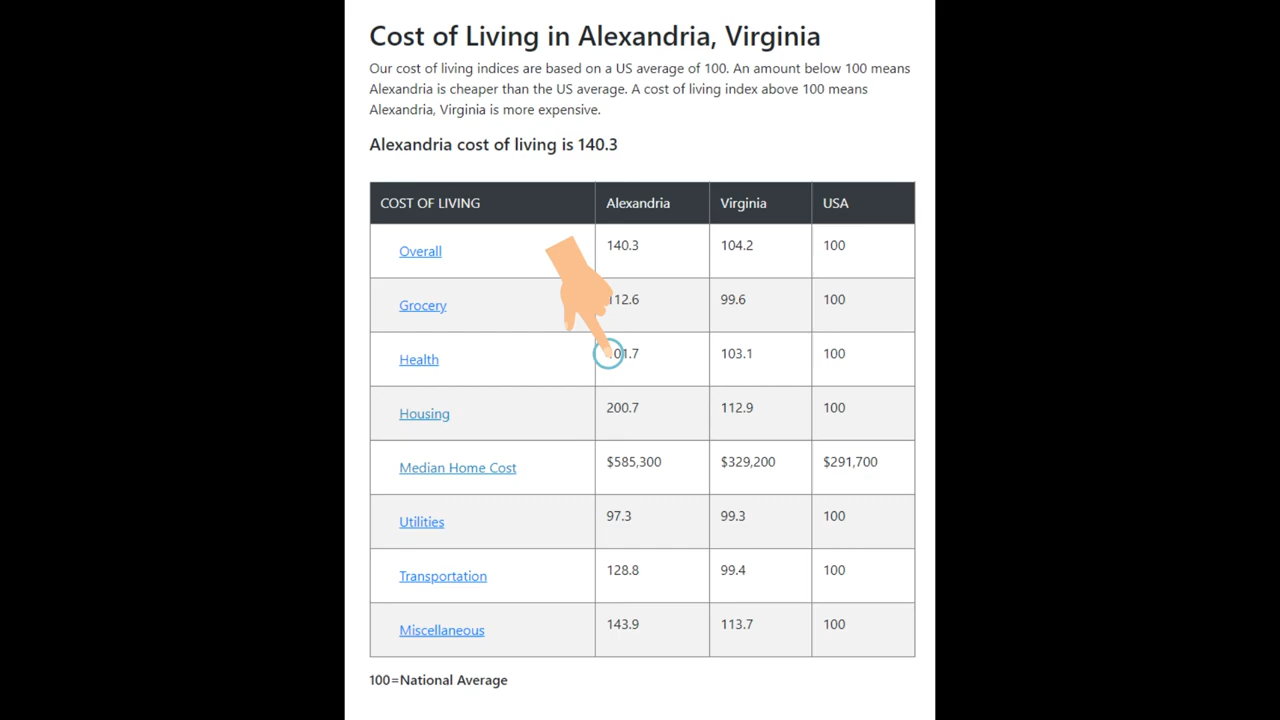 Cost of Living in Alexandria, Virginia
Our cost of living indices are based on a US average of 100. An amount below 100 means
Alexandria is cheaper than the US average. A cost of living index above 100 means
Alexandria, Virginia is more expensive.
Alexandria cost of living is 140.3
COST OF LIVING Alexandria Virginia USA
Overall 140.3 104.2 100
Grocery 112.6 99.6 100
Health 101.7 103.1 100
Housing 200.7 112.9 100
Median Home Cost $585,300 $329,200 $291,700
Utilities 97.3 99.3 100
Transportation 128.8 99.4 100
Miscellaneous 143.9 113.7 100
100=National Average